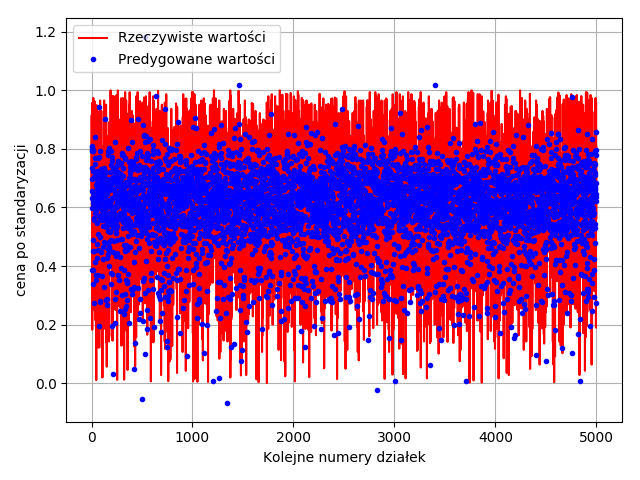 1.2
1.0
0.8
0.6
0.4
0.2
0.0
cena po standaryzacji
Rzeczywiste wartości
Predygowane wartości
0 1000 2000 3000 4000 5000
Kolejne numery działek